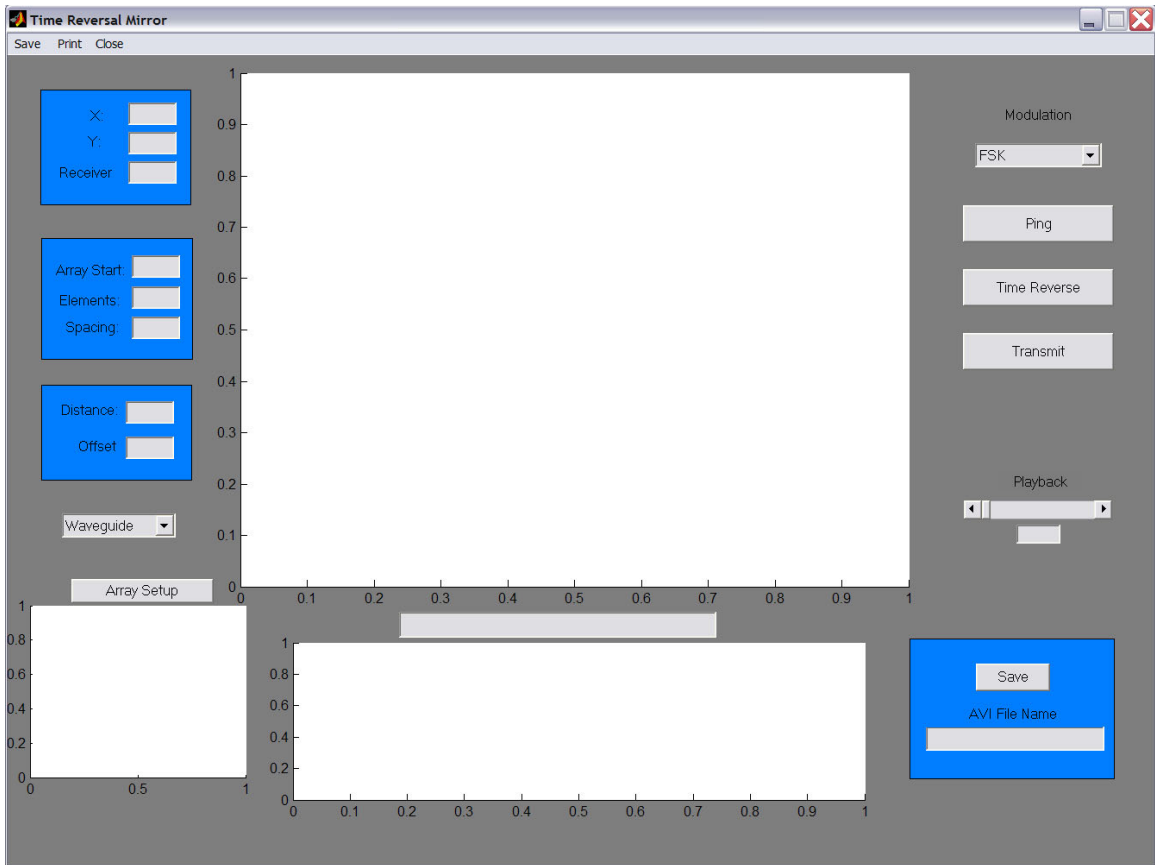 Time Reversal Mirror
Save Print Close
X:
Y:
Receiver
Array Start:
Elements:
Spacing:
Distance:
Offset
Waveguide
Array Setup
1
0.9
0.8
0.7
0.6
0.5
0.4
0.3
0.2
0.1
0
0 0.1 0.2 0.3 0.4 0.5 0.6 0.7 0.8 0.9 1
Modulation
FSK
Ping
Time Reverse
Transmit
Playback
1
0.8
0.6
0.4
0.2
0
0 0.5 1
1
0.8
0.6
0.4
0.2
0
0 0.1 0.2 0.3 0.4 0.5 0.6 0.7 0.8 0.9 1
Save
AVI File Name